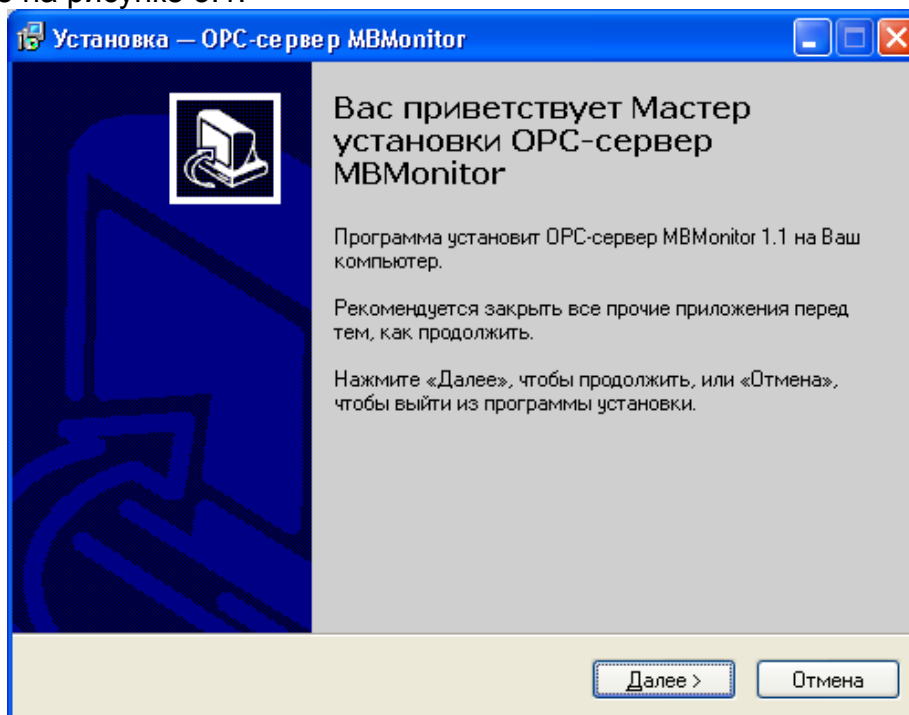 на рисунке
Установка — OPC-сервер MBMonitor
Вас приветствует Мастер
установки OPC-сервер
MBMonitor
Программа установит OPC-сервер MBMonitor 1.1 на Ваш
компьютер.
Рекомендуется закрыть все прочие приложения перед
тем, как продолжить.
Нажмите «Далее», чтобы продолжить, или «Отмена»,
чтобы выйти из программы установки.
Далее >
Отмена